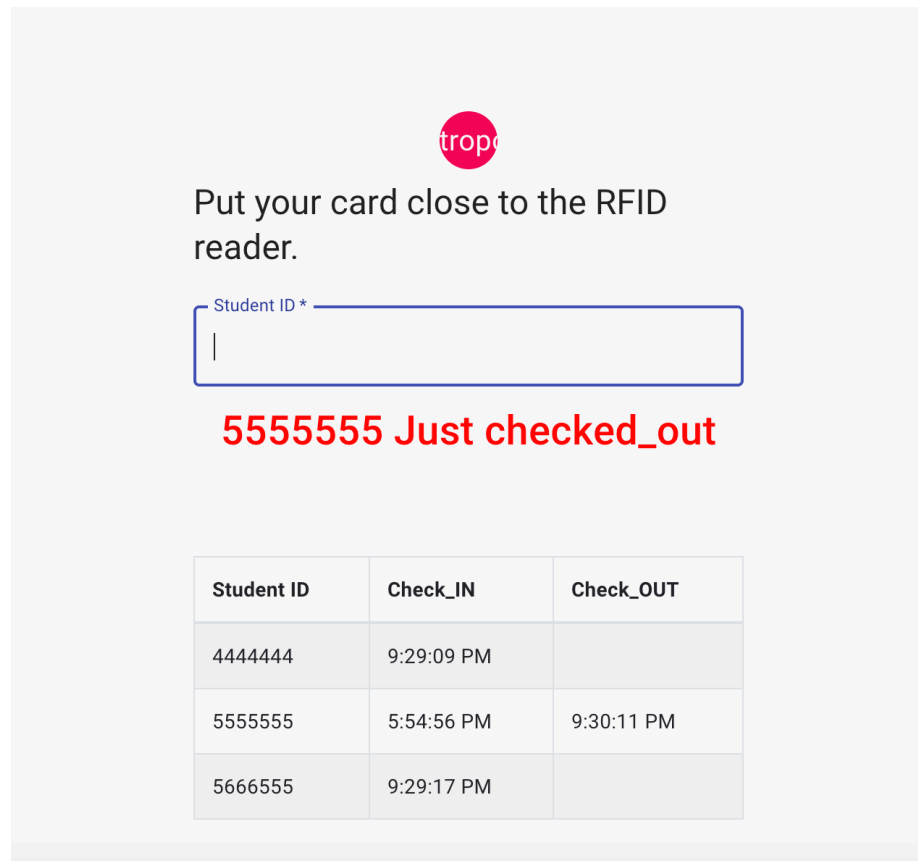 trop
Put your card close to the RFID
reader.
Student ID *
5555555 Just checked_out
Student ID Check_IN Check_OUT
4444444 9:29:09 PM
5555555 5:54:56 PM 9:30:11 PM
5666555 9:29:17 PM